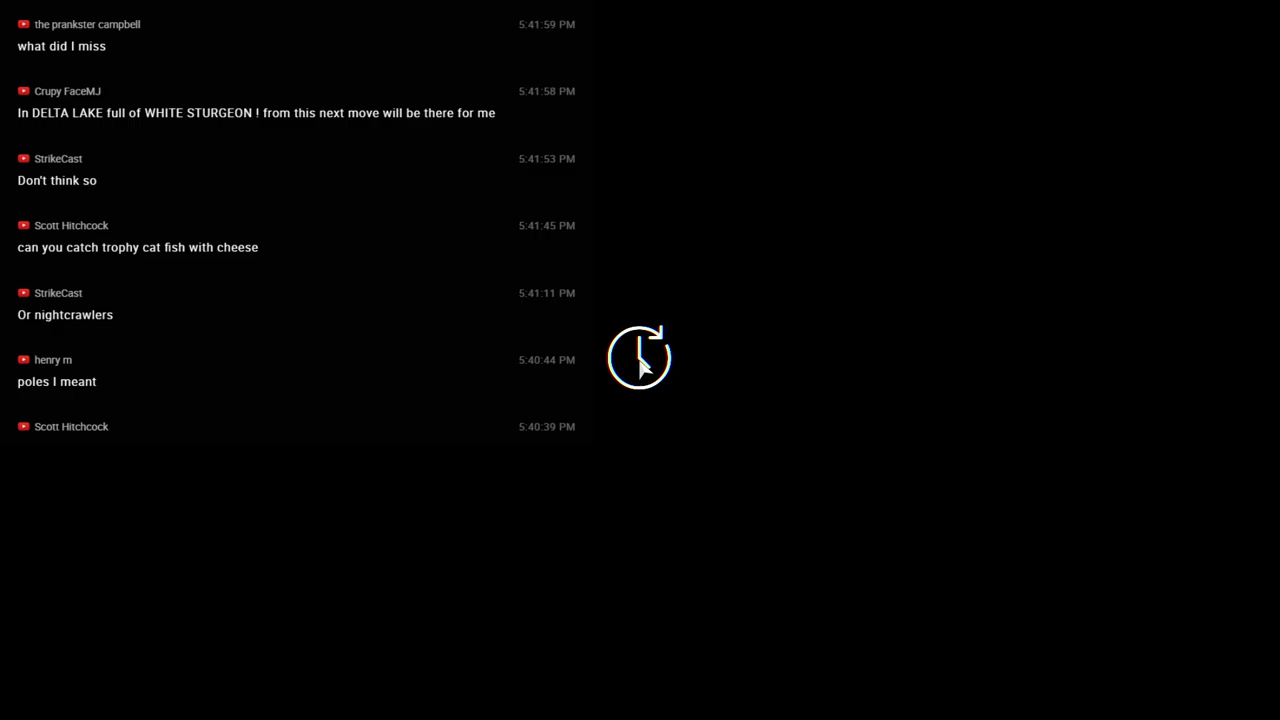 the prankster campbell 5:41:59 PM
what did I miss
Crupy FaceMJ 5:41:58 PM
In DELTA LAKE full of WHITE STURGEON ! from this next move will be there for me
StrikeCast 5:41:53 PM
Don't think so
Scott Hitchcock 5:41:45 PM
can you catch trophy cat fish with cheese
StrikeCast 5:41:11 PM
Or nightcrawlers
henry m 5:40:44 PM
poles I meant
Scott Hitchcock 5:40:39 PM